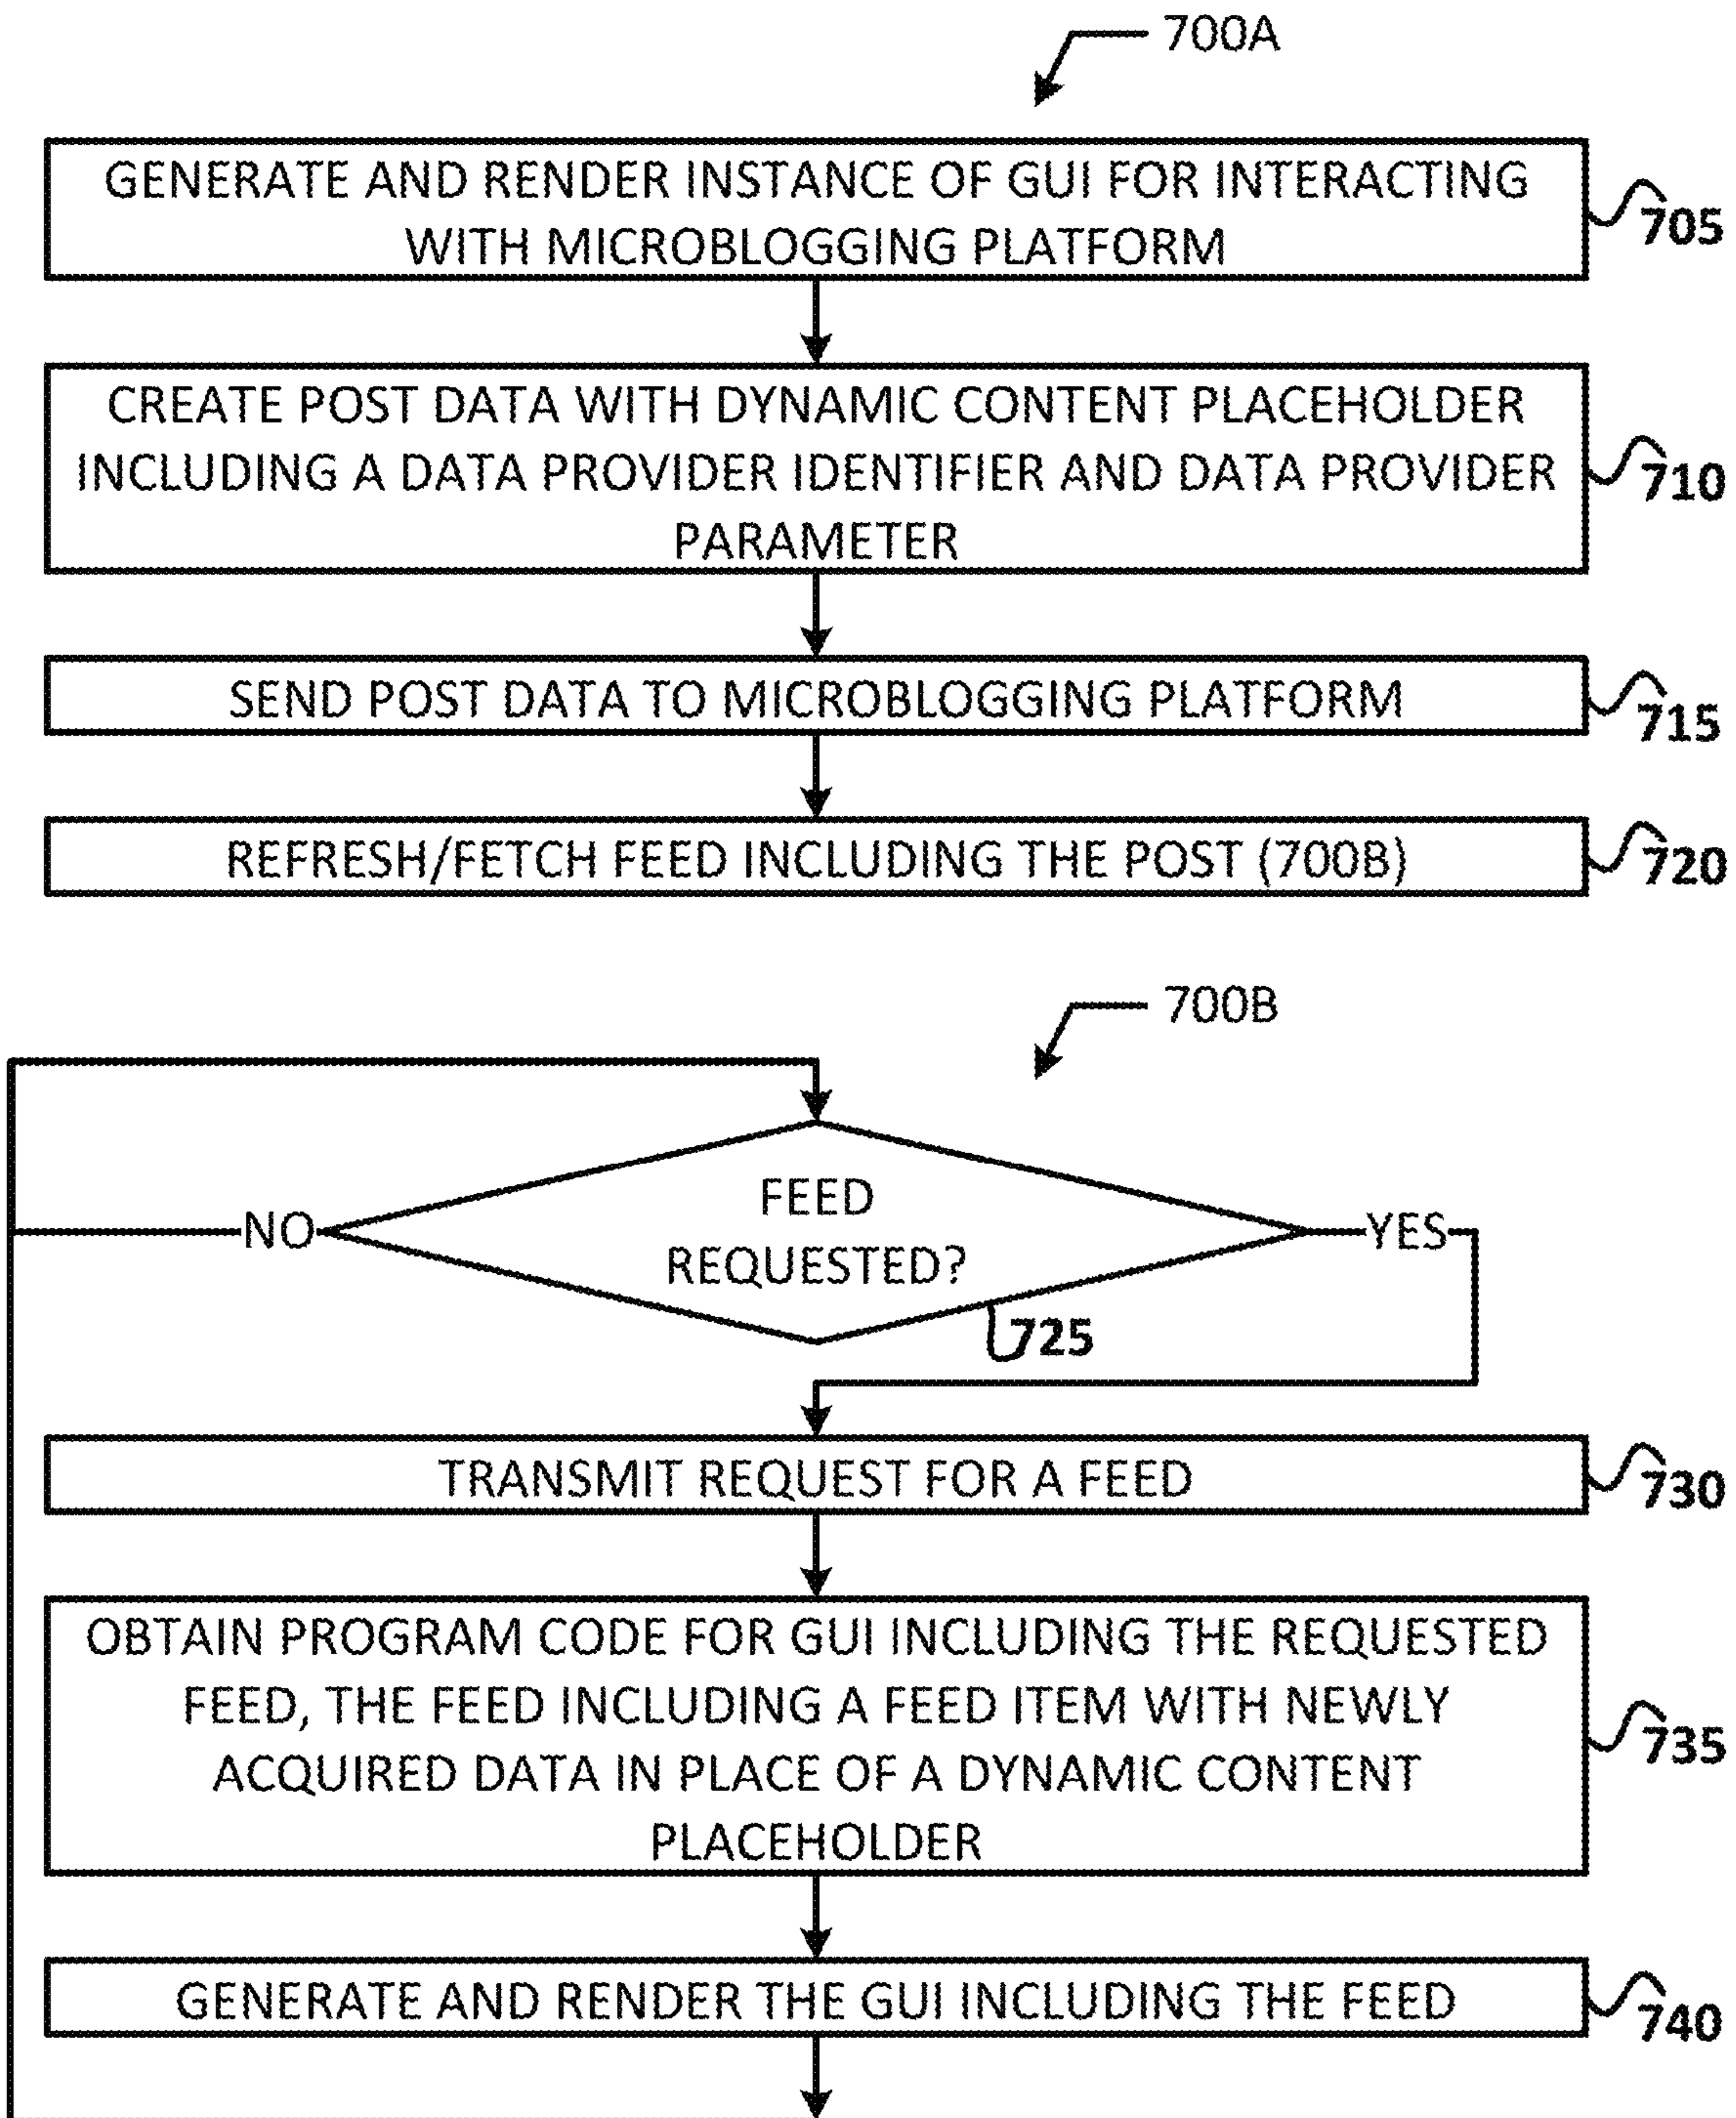 700A
GENERATE AND RENDER INSTANCE OF GUI FOR INTERACTING
WITH MICROBLOGGING PLATFORM
705
CREATE POST DATA WITH DYNAMIC CONTENT PLACEHOLDER
INCLUDING A DATA PROVIDER IDENTIFIER AND DATA PROVIDER
PARAMETER
710
SEND POST DATA TO MICROBLOGGING PLATFORM
715
REFRESH/FETCH FEED INCLUDING THE POST (700B)
720
700B
FEED
REQUESTED?
NO
YES
725
TRANSMIT REQUEST FOR A FEED
730
OBTAIN PROGRAM CODE FOR GUI INCLUDING THE REQUESTED
FEED, THE FEED INCLUDING A FEED ITEM WITH NEWLY
ACQUIRED DATA IN PLACE OF A DYNAMIC CONTENT
PLACEHOLDER
735
GENERATE AND RENDER THE GUI INCLUDING THE FEED
740